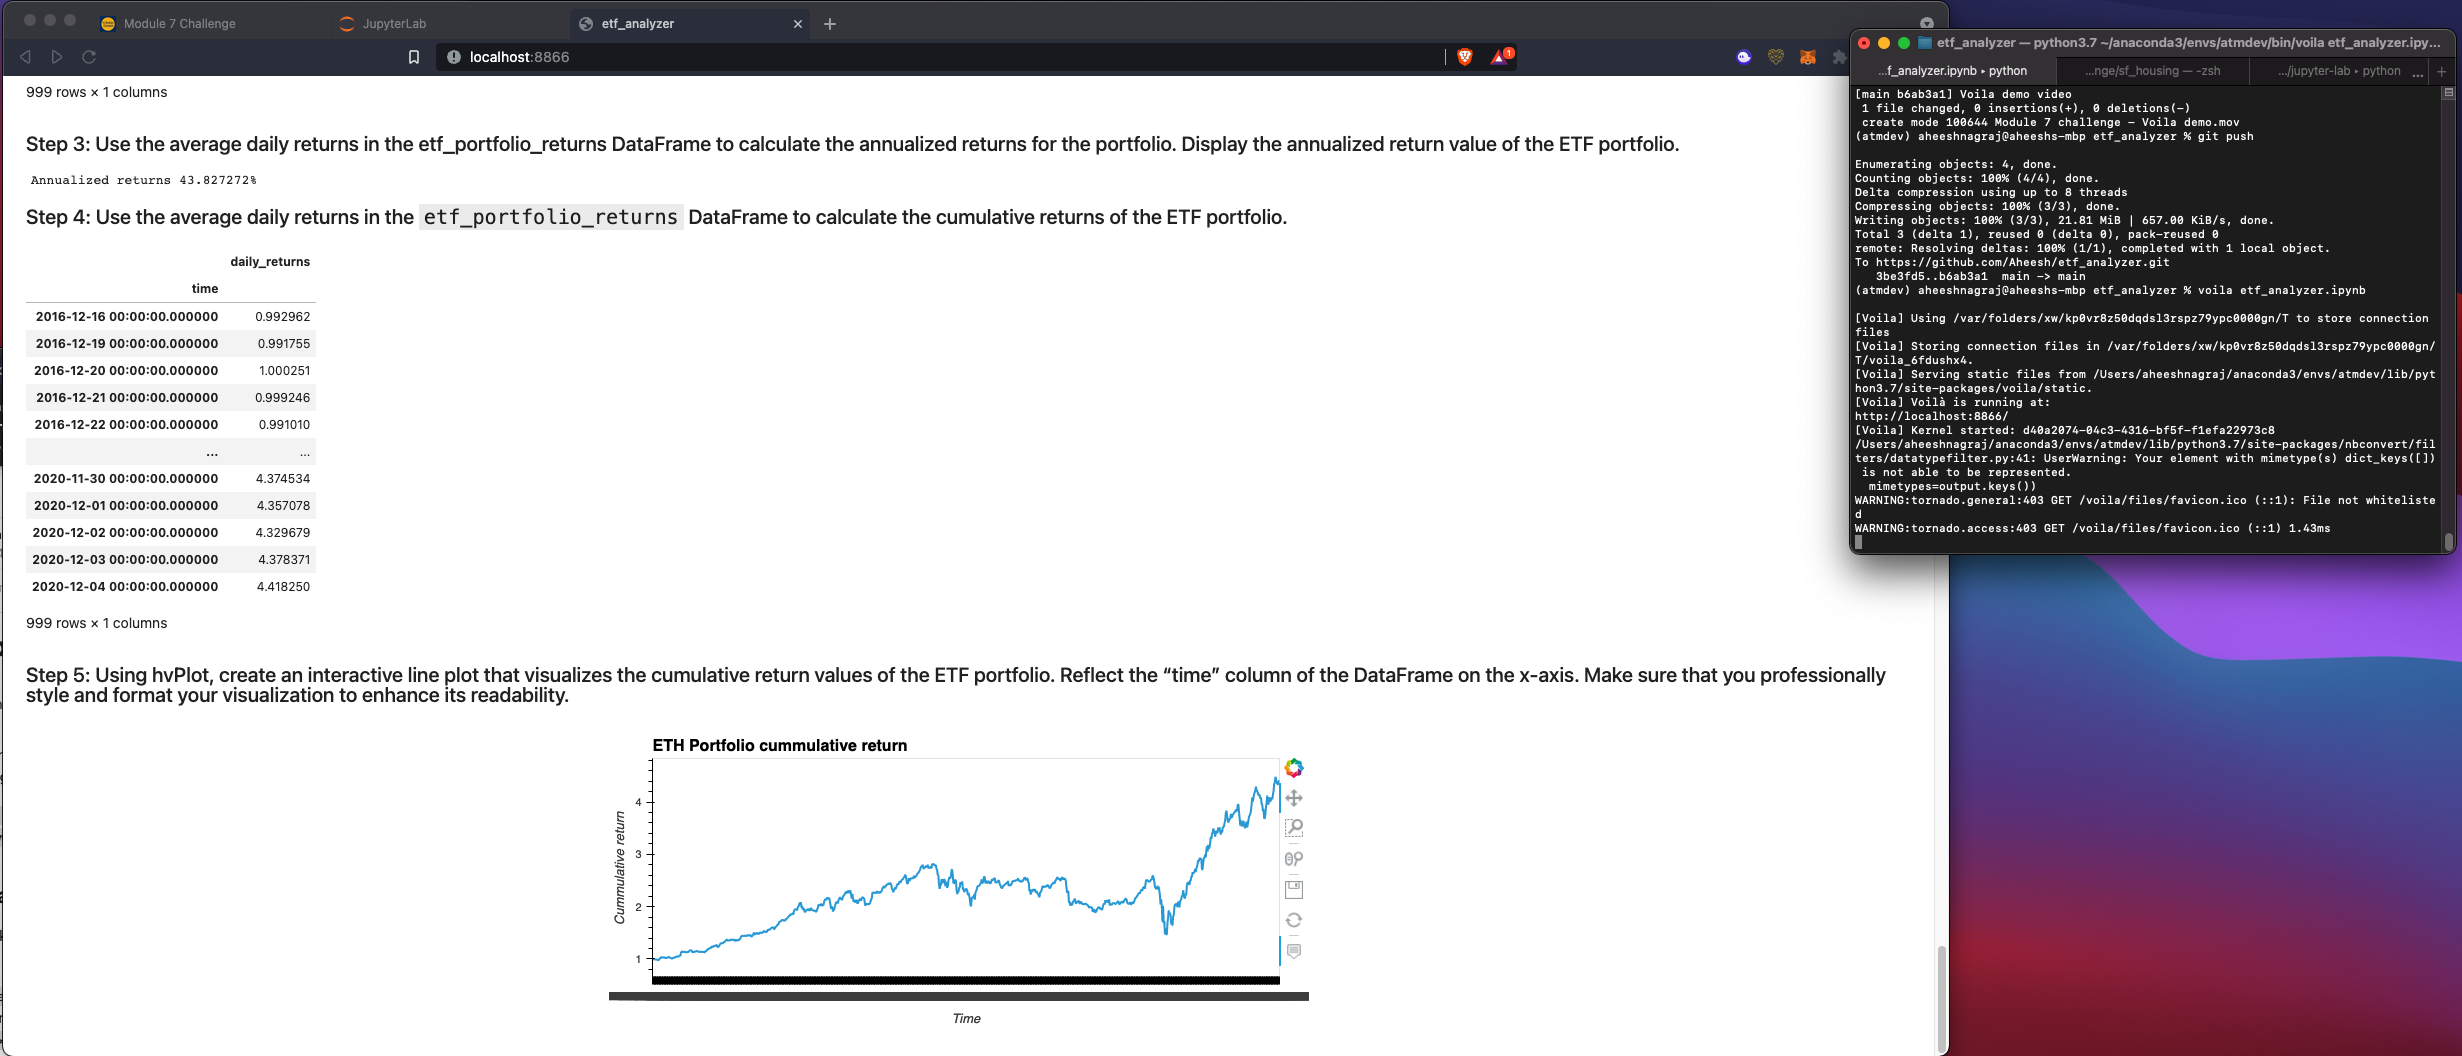 Module 7 Challenge
JupyterLab
etf_analyzer
localhost:8866
1
999 rows × 1 columns
Step 3: Use the average daily returns in the etf_portfolio_returns DataFrame to calculate the annualized returns for the portfolio. Display the annualized return value of the ETF portfolio.
Annualized returns 43.827272%
Step 4: Use the average daily returns in the etf_portfolio_returns DataFrame to calculate the cumulative returns of the ETF portfolio.
daily_returns
time
2016-12-16 00:00:00.000000 0.992962
2016-12-19 00:00:00.000000 0.991755
2016-12-20 00:00:00.000000 1.000251
2016-12-21 00:00:00.000000 0.999246
2016-12-22 00:00:00.000000 0.991010
... ...
2020-11-30 00:00:00.000000 4.374534
2020-12-01 00:00:00.000000 4.357078
2020-12-02 00:00:00.000000 4.329679
2020-12-03 00:00:00.000000 4.378371
2020-12-04 00:00:00.000000 4.418250
999 rows × 1 columns
Step 5: Using hvPlot, create an interactive line plot that visualizes the cumulative return values of the ETF portfolio. Reflect the “time” column of the DataFrame on the x-axis. Make sure that you professionally
style and format your visualization to enhance its readability.
ETH Portfolio cummulative return
Cummulative return
4
3
2
1
Time
etf_analyzer — python3.7 ~/anaconda3/envs/atmdev/bin/voila etf_analyzer.ipy...
...f_analyzer.ipynb ▸ python
...nge/sf_housing — -zsh
.../jupyter-lab ▸ python ...
[main b6ab3a1] Voila demo video
1 file changed, 0 insertions(+), 0 deletions(-)
create mode 100644 Module 7 challenge - Voila demo.mov
(atmdev) aheeshnagraj@aheeshs-mbp etf_analyzer % git push
Enumerating objects: 4, done.
Counting objects: 100% (4/4), done.
Delta compression using up to 8 threads
Compressing objects: 100% (3/3), done.
Writing objects: 100% (3/3), 21.81 MiB | 657.00 KiB/s, done.
Total 3 (delta 1), reused 0 (delta 0), pack-reused 0
remote: Resolving deltas: 100% (1/1), completed with 1 local object.
To https://github.com/Aheesh/etf_analyzer.git
3be3fd5..b6ab3a1 main -> main
(atmdev) aheeshnagraj@aheeshs-mbp etf_analyzer % voila etf_analyzer.ipynb
[Voila] Using /var/folders/xw/kp0vr8z50dqdsl3rspz79ypc0000gn/T to store connection
files
[Voila] Storing connection files in /var/folders/xw/kp0vr8z50dqdsl3rspz79ypc0000gn/
T/voila_6fdushx4.
[Voila] Serving static files from /Users/aheeshnagraj/anaconda3/envs/atmdev/lib/pyt
hon3.7/site-packages/voila/static.
[Voila] Voilà is running at:
http://localhost:8866/
[Voila] Kernel started: d40a2074-04c3-4316-bf5f-f1efa22973c8
/Users/aheeshnagraj/anaconda3/envs/atmdev/lib/python3.7/site-packages/nbconvert/fil
ters/datatypefilter.py:41: UserWarning: Your element with mimetype(s) dict_keys([])
is not able to be represented.
mimetypes=output.keys())
WARNING:tornado.general:403 GET /voila/files/favicon.ico (::1): File not whiteliste
d
WARNING:tornado.access:403 GET /voila/files/favicon.ico (::1) 1.43ms